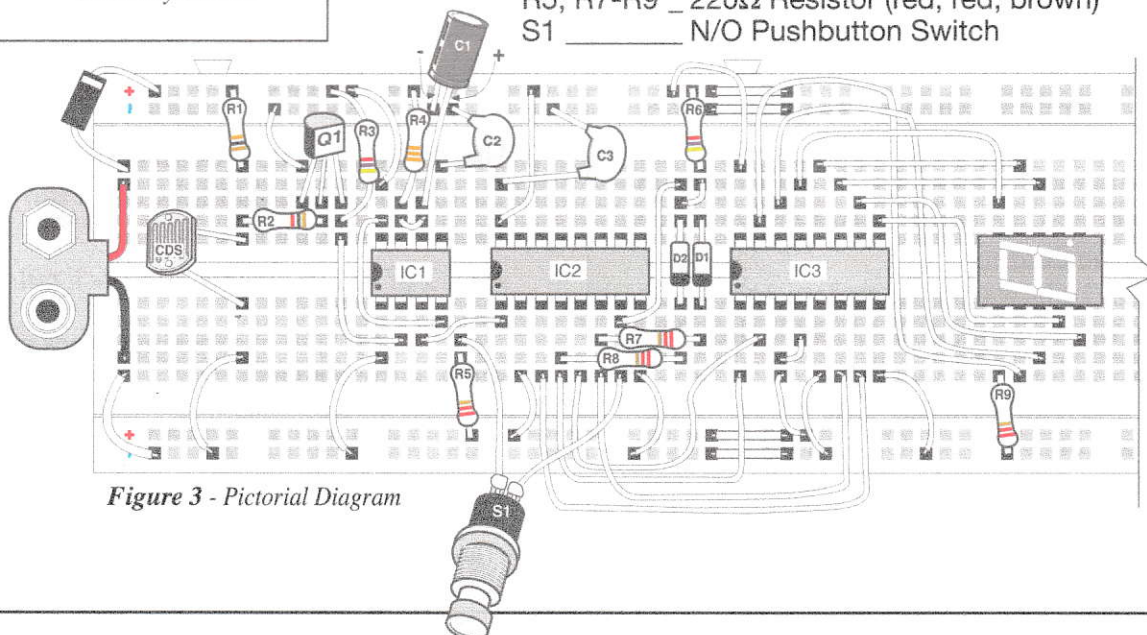 R5, R7-R9 _ 220Ω Resistor (red, red, brown)
S1 ________ N/O Pushbutton Switch
- C1 +
+
-
R1
Q1
R3
R4
C2
C3
R6
R2
CDS
IC1
IC2
D2
D1
IC3
R7
R8
R5
R9
+
-
S1
Figure 3 - Pictorial Diagram